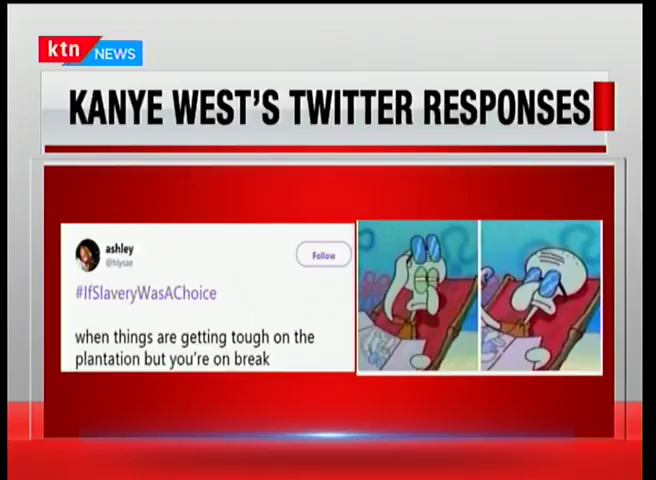 ktn NEWS
KANYE WEST'S TWITTER RESPONSES
ashley
@hlysae
Follow
#IfSlaveryWasAChoice
when things are getting tough on the
plantation but you're on break